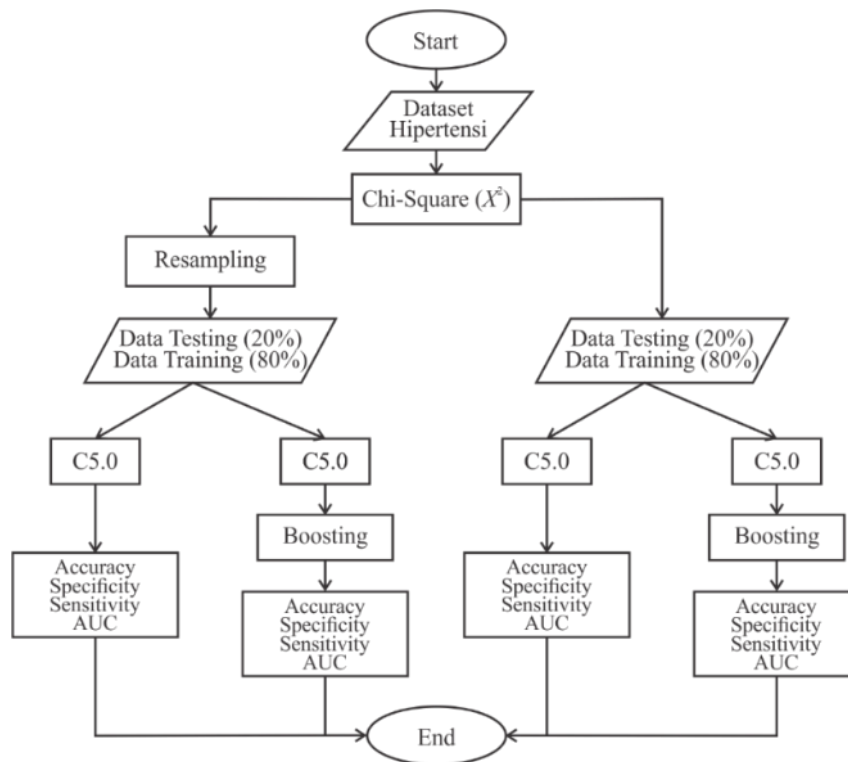 Start
Dataset
Hipertensi
Chi-Square (X²)
Resampling
Data Testing (20%)
Data Training (80%)
Data Testing (20%)
Data Training (80%)
C5.0
C5.0
C5.0
C5.0
Boosting
Boosting
Accuracy
Specificity
Sensitivity
AUC
Accuracy
Specificity
Sensitivity
AUC
Accuracy
Specificity
Sensitivity
AUC
Accuracy
Specificity
Sensitivity
AUC
End